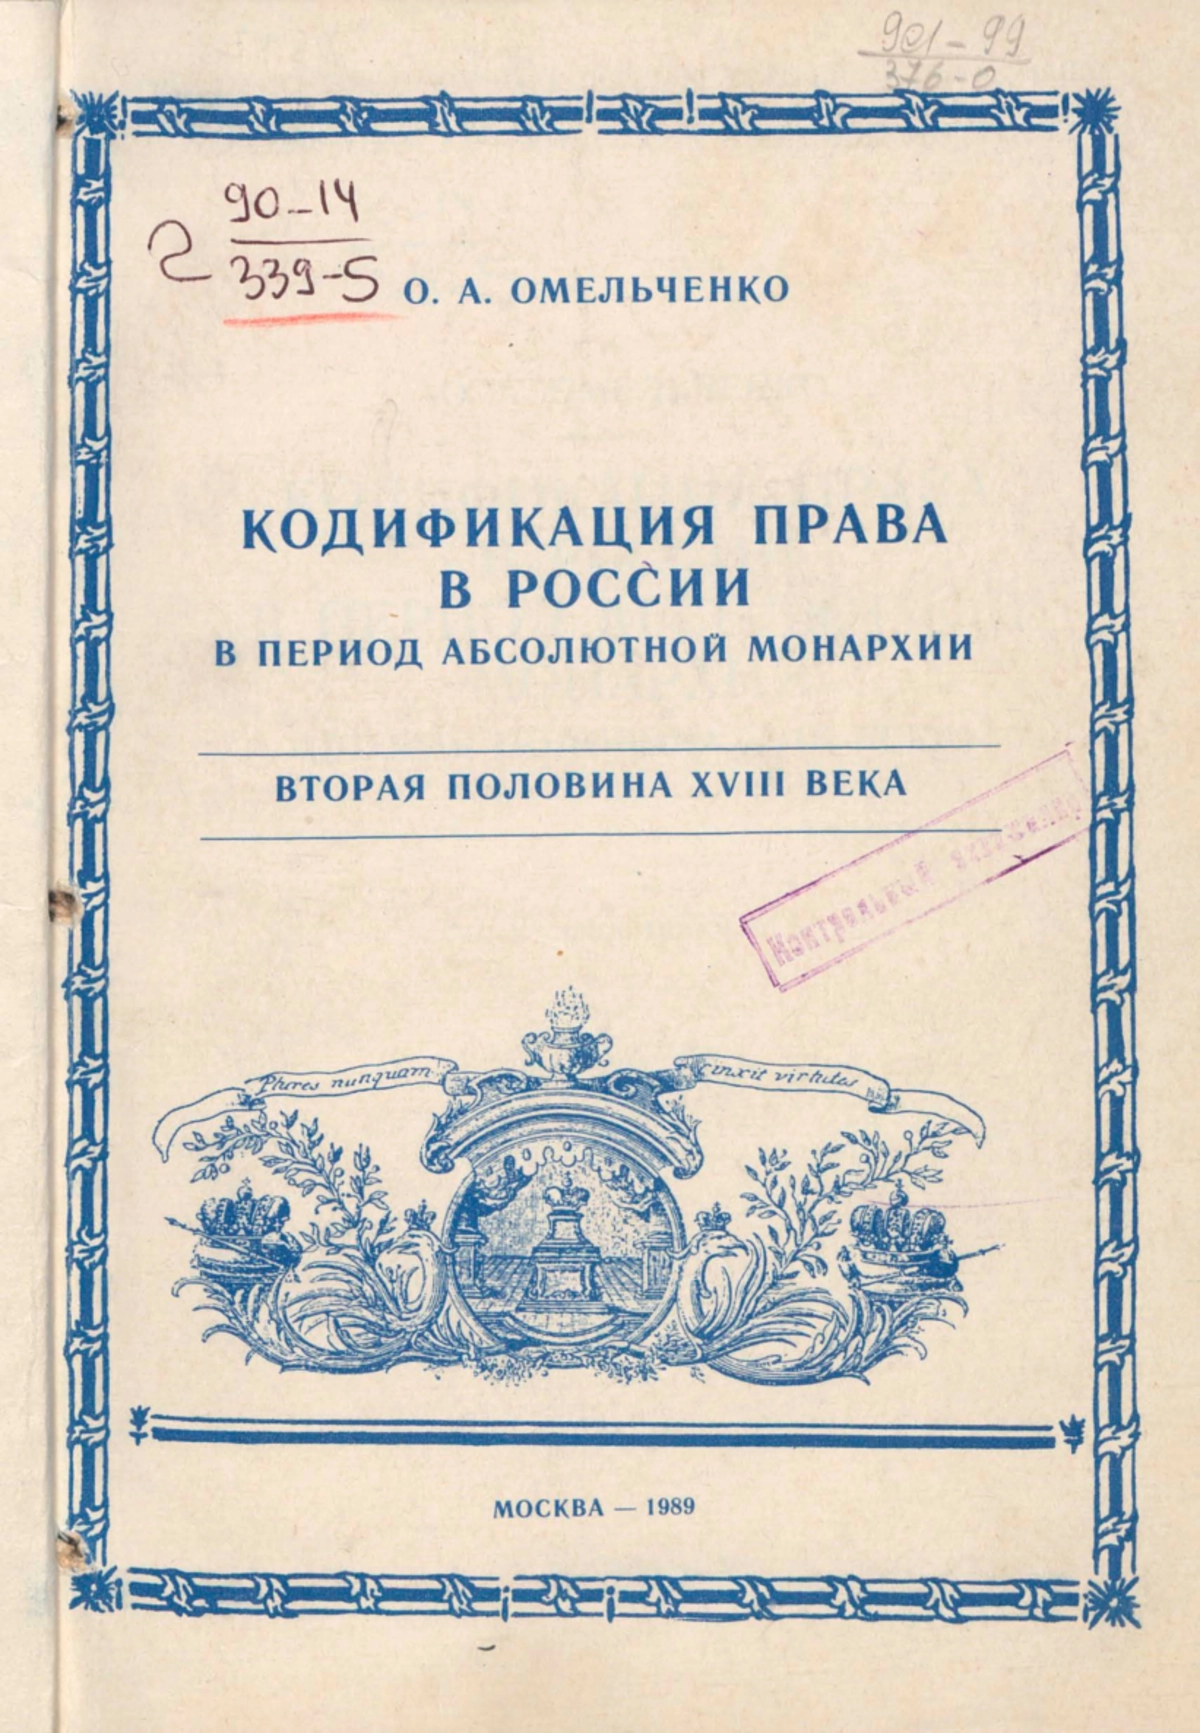 901-99
376-0
Г 90-14
339-5
О. А. ОМЕЛЬЧЕНКО
КОДИФИКАЦИЯ ПРАВА
В РОССИИ
В ПЕРИОД АБСОЛЮТНОЙ МОНАРХИИ
ВТОРАЯ ПОЛОВИНА XVIII ВЕКА
Контрольный экземпляр
Plures nunquam cinxit virtutes
МОСКВА — 1989